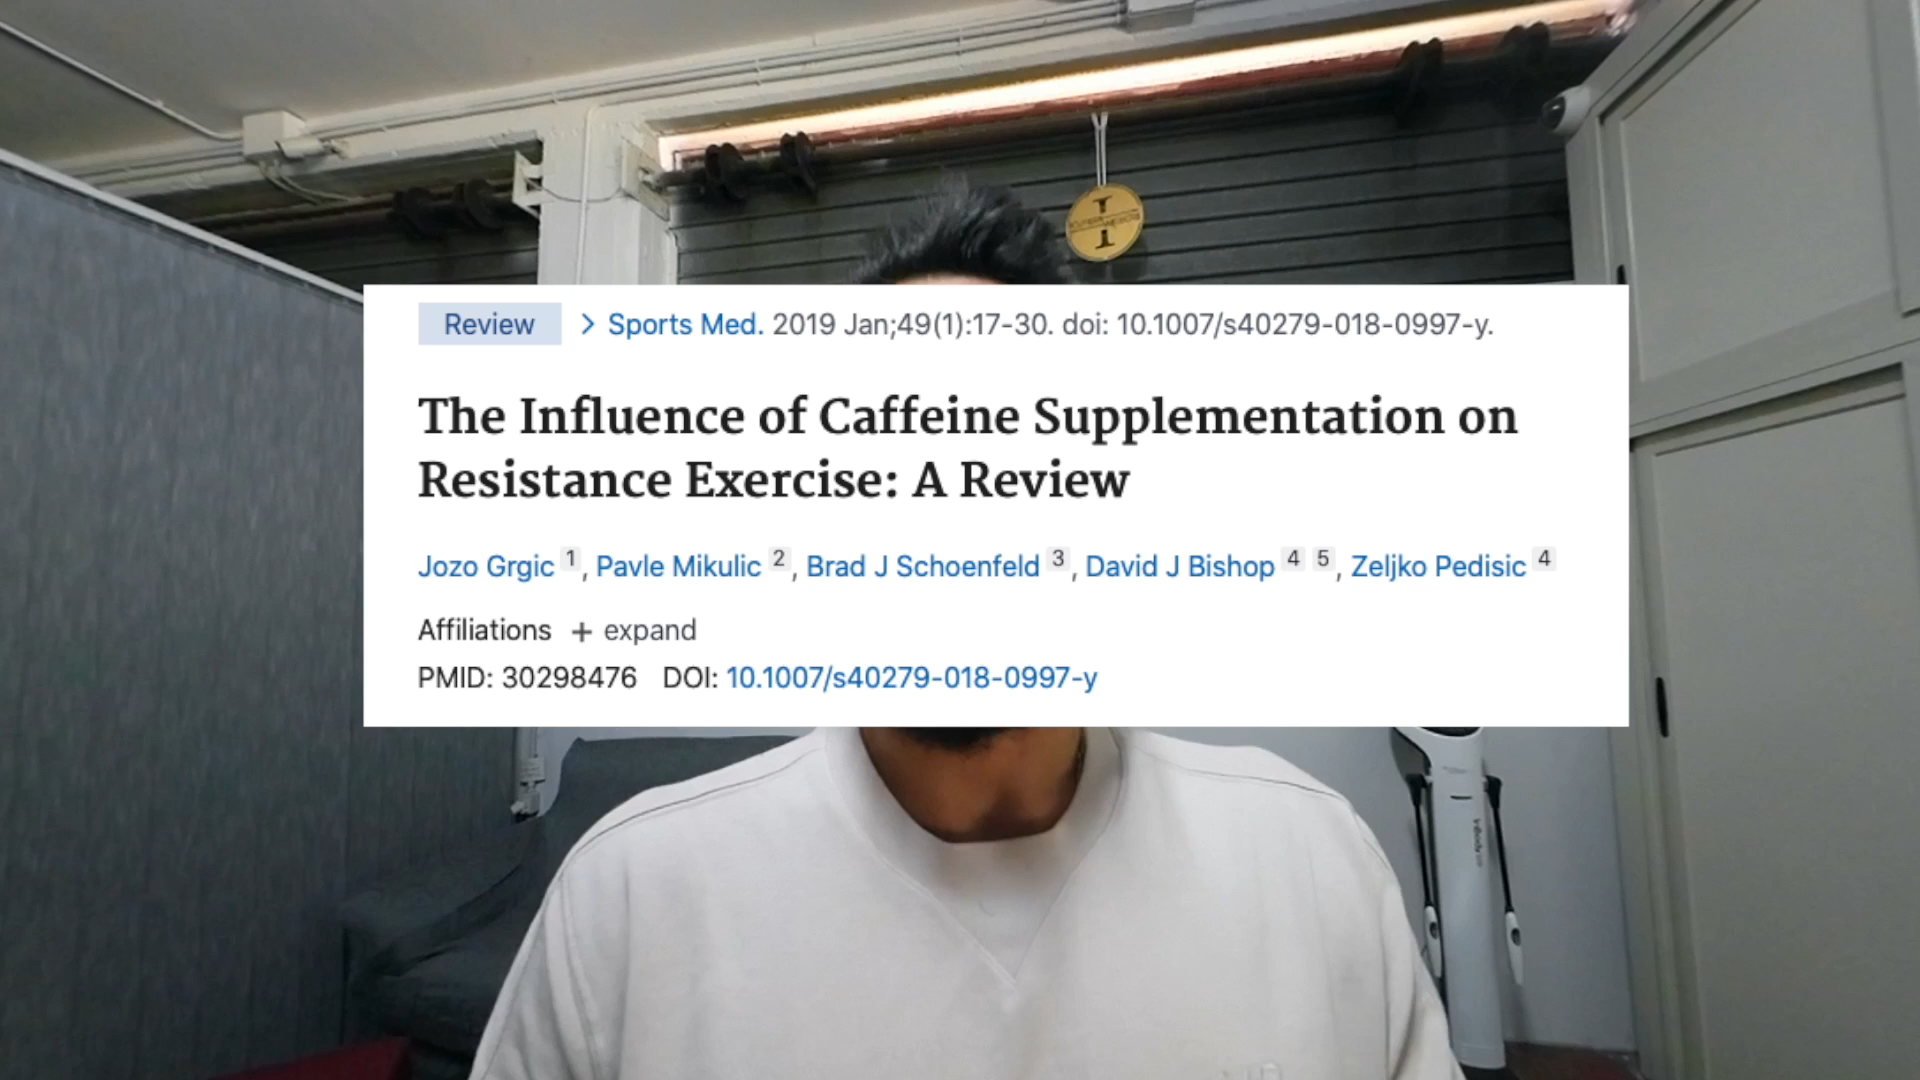 Review > Sports Med. 2019 Jan;49(1):17-30. doi: 10.1007/s40279-018-0997-y.
The Influence of Caffeine Supplementation on
Resistance Exercise: A Review
Jozo Grgic 1, Pavle Mikulic 2, Brad J Schoenfeld 3, David J Bishop 4 5, Zeljko Pedisic 4
Affiliations + expand
PMID: 30298476 DOI: 10.1007/s40279-018-0997-y
InBody